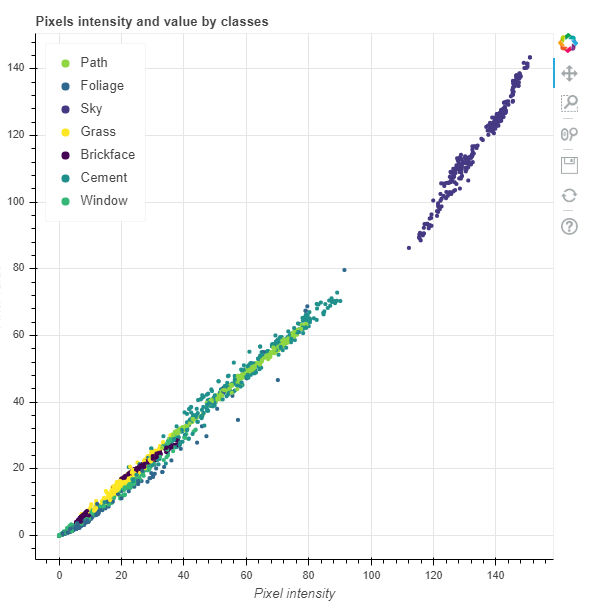 Pixels intensity and value by classes
Path
Foliage
Sky
Grass
Brickface
Cement
Window
140
120
100
80
60
40
20
0
0 20 40 60 80 100 120 140
Pixel intensity